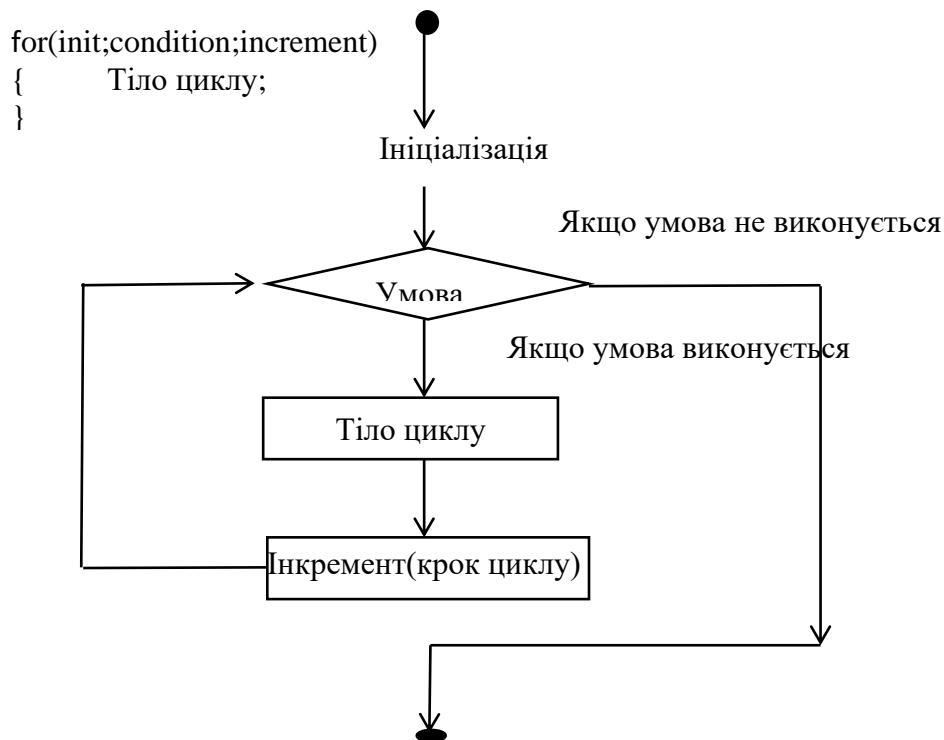 for(init;condition;increment)
{ Тіло циклу;
}
Ініціалізація
Якщо умова не виконується
Умова
Якщо умова виконується
Тіло циклу
Інкремент(крок циклу)